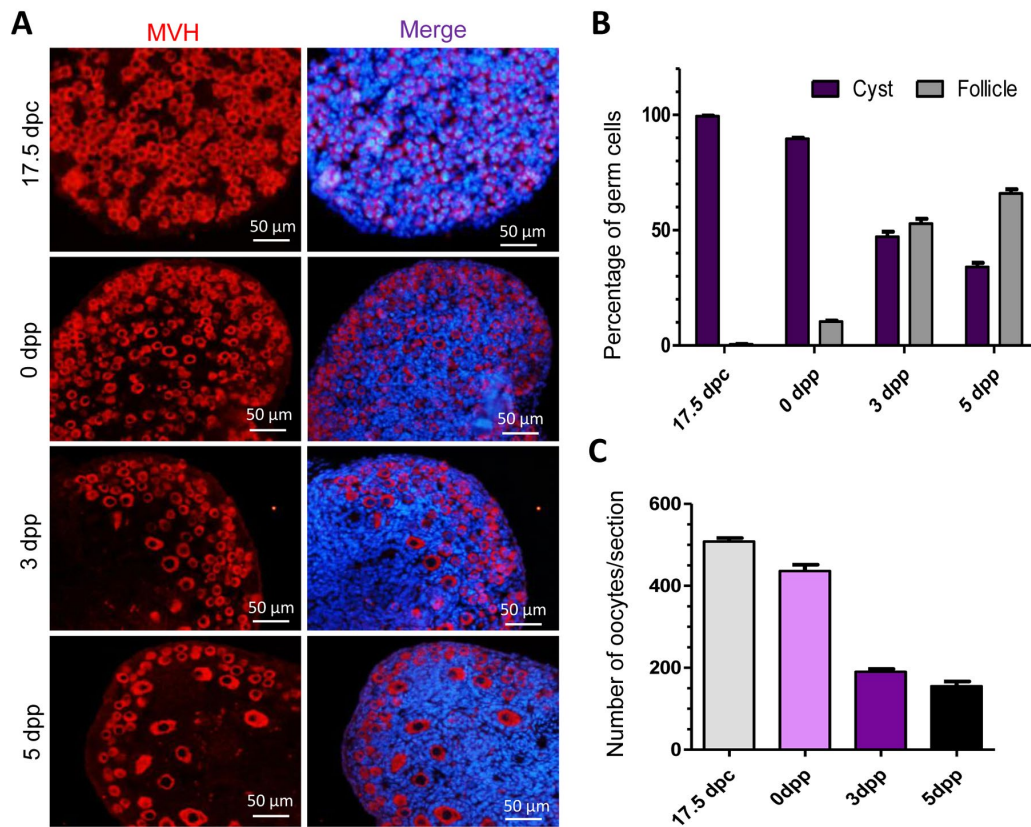 A
MVH
Merge
17.5 dpc
50 μm
50 μm
0 dpp
50 μm
50 μm
3 dpp
50 μm
50 μm
5 dpp
50 μm
50 μm
B
Cyst
Follicle
Percentage of germ cells
100
50
0
17.5 dpc
0 dpp
3 dpp
5 dpp
C
Number of oocytes/section
600
400
200
0
17.5 dpc
0dpp
3dpp
5dpp